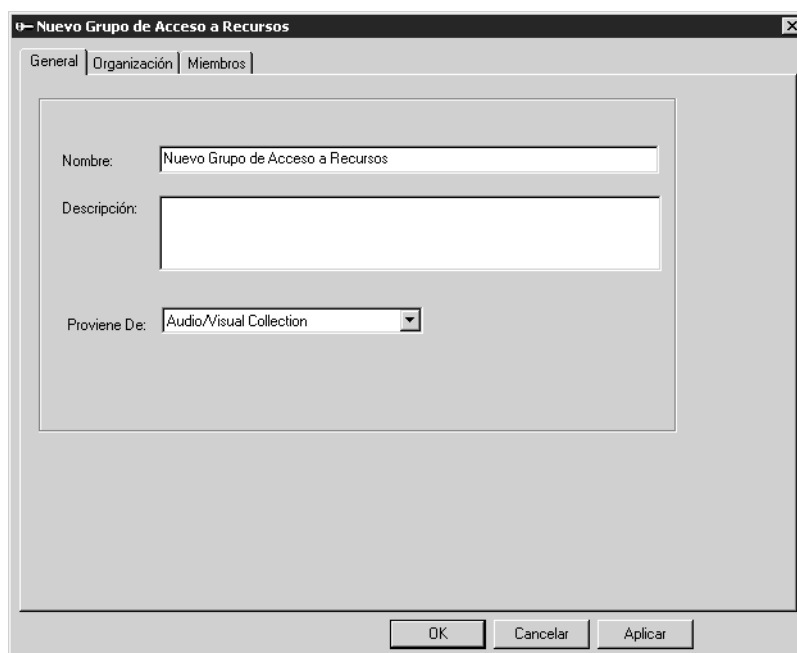 Nuevo Grupo de Acceso a Recursos
General Organización Miembros
Nombre: Nuevo Grupo de Acceso a Recursos
Descripción:
Proviene De: Audio/Visual Collection
OK Cancelar Aplicar